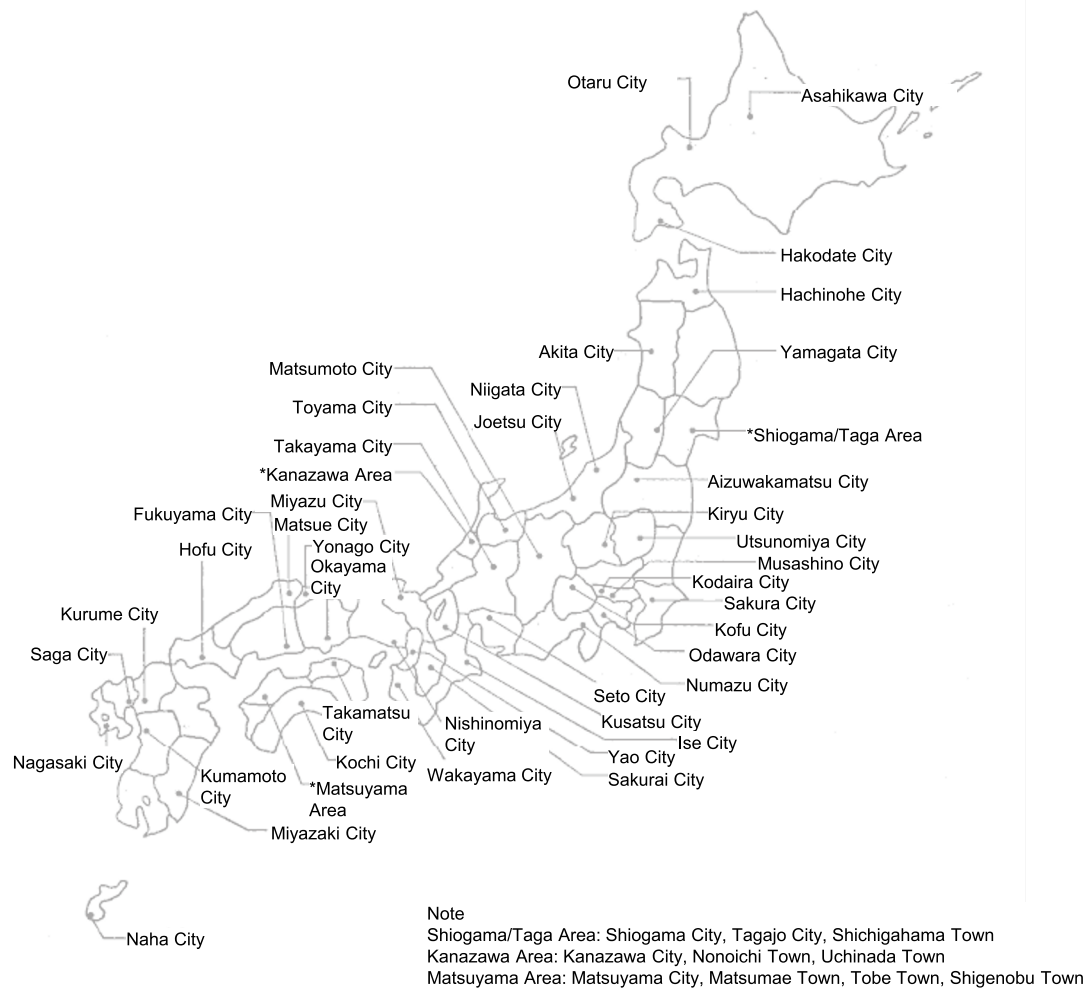 Otaru City
Asahikawa City
Hakodate City
Hachinohe City
Akita City
Yamagata City
Matsumoto City
Niigata City
Toyama City
Joetsu City
*Shiogama/Taga Area
Takayama City
*Kanazawa Area
Aizuwakamatsu City
Miyazu City
Fukuyama City
Kiryu City
Matsue City
Utsunomiya City
Hofu City
Yonago City
Okayama
City
Musashino City
Kodaira City
Sakura City
Kurume City
Kofu City
Saga City
Odawara City
Numazu City
Seto City
Takamatsu
City
Nishinomiya
City
Kusatsu City
Ise City
Yao City
Nagasaki City
Kochi City
Wakayama City
Sakurai City
Kumamoto
City
*Matsuyama
Area
Miyazaki City
Naha City
Note
Shiogama/Taga Area: Shiogama City, Tagajo City, Shichigahama Town
Kanazawa Area: Kanazawa City, Nonoichi Town, Uchinada Town
Matsuyama Area: Matsuyama City, Matsumae Town, Tobe Town, Shigenobu Town